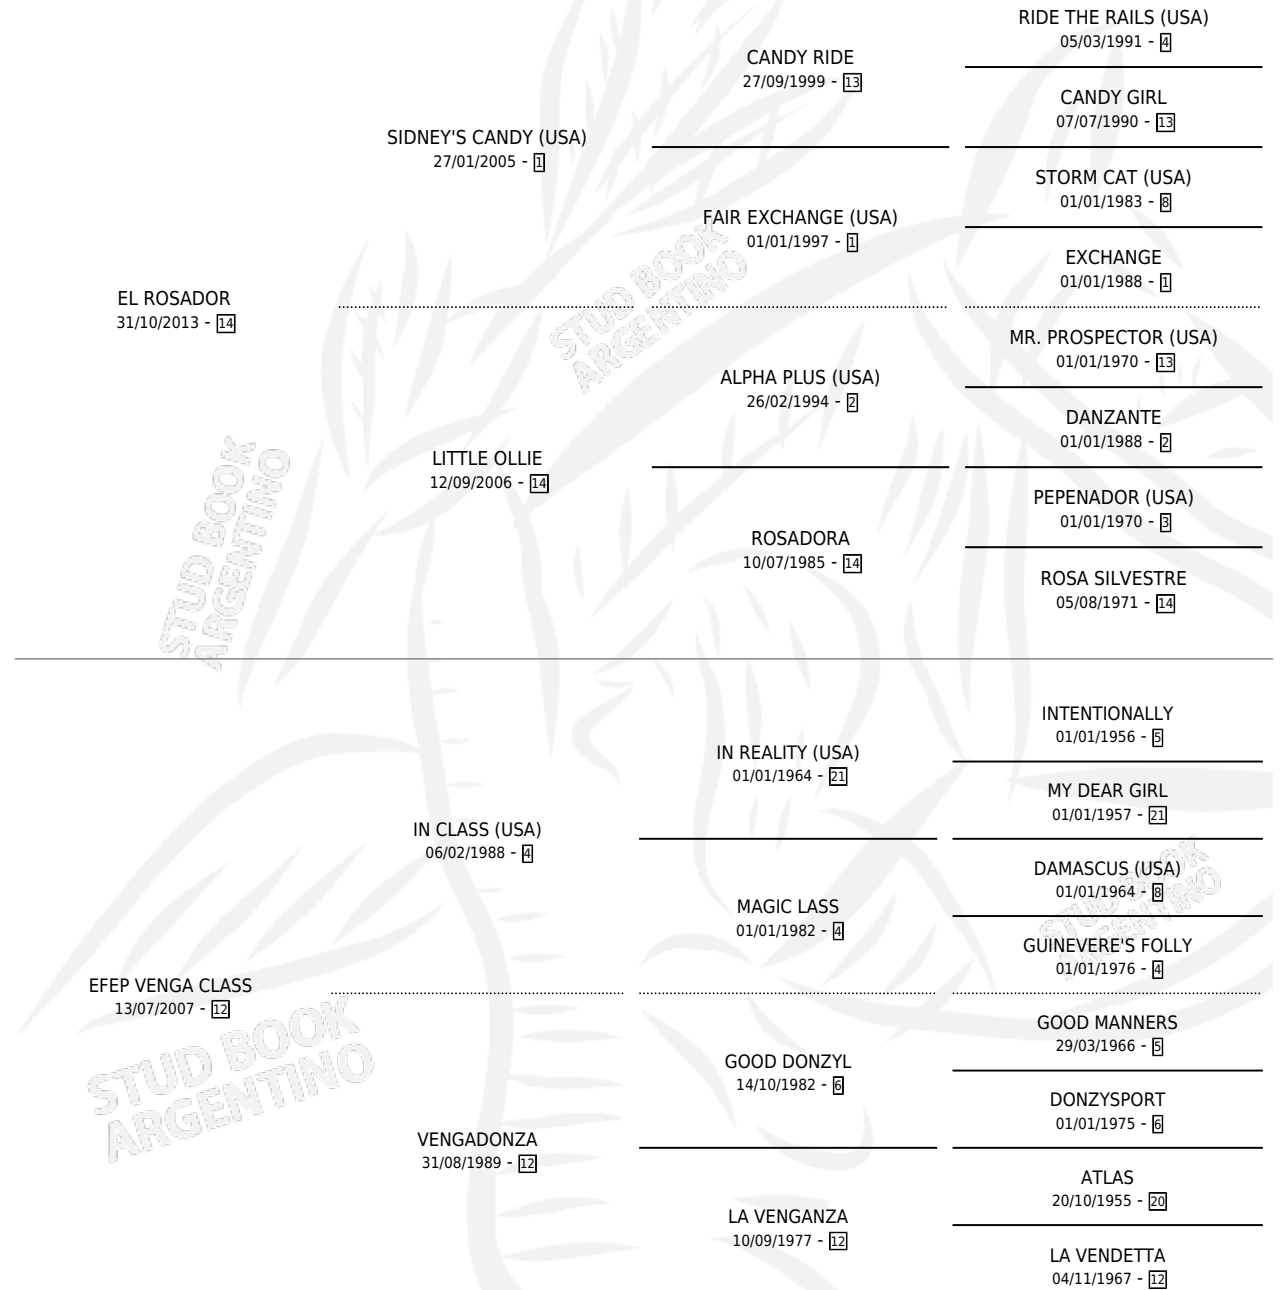 RIDE THE RAILS (USA)
05/03/1991 - 4
CANDY RIDE
27/09/1999 - 13
CANDY GIRL
07/07/1990 - 13
SIDNEY'S CANDY (USA)
27/01/2005 - 1
STORM CAT (USA)
01/01/1983 - 8
FAIR EXCHANGE (USA)
01/01/1997 - 1
EXCHANGE
01/01/1988 - 1
EL ROSADOR
31/10/2013 - 14
STUD BOOK
ARGENTINO
MR. PROSPECTOR (USA)
01/01/1970 - 13
ALPHA PLUS (USA)
26/02/1994 - 2
DANZANTE
01/01/1988 - 2
LITTLE OLLIE
12/09/2006 - 14
PEPENADOR (USA)
01/01/1970 - 3
ROSADORA
10/07/1985 - 14
ROSA SILVESTRE
05/08/1971 - 14
STUD BOOK
ARGENTINO
INTENTIONALLY
01/01/1956 - 5
IN REALITY (USA)
01/01/1964 - 21
MY DEAR GIRL
01/01/1957 - 21
IN CLASS (USA)
06/02/1988 - 4
DAMASCUS (USA)
01/01/1964 - 8
MAGIC LASS
01/01/1982 - 4
GUINEVERE'S FOLLY
01/01/1976 - 4
STUD BOOK
ARGENTINO
EFEP VENGA CLASS
13/07/2007 - 12
GOOD MANNERS
29/03/1966 - 5
GOOD DONZYL
14/10/1982 - 6
DONZYSPORT
01/01/1975 - 6
STUD BOOK
ARGENTINO
VENGADONZA
31/08/1989 - 12
ATLAS
20/10/1955 - 20
LA VENGANZA
10/09/1977 - 12
LA VENDETTA
04/11/1967 - 12